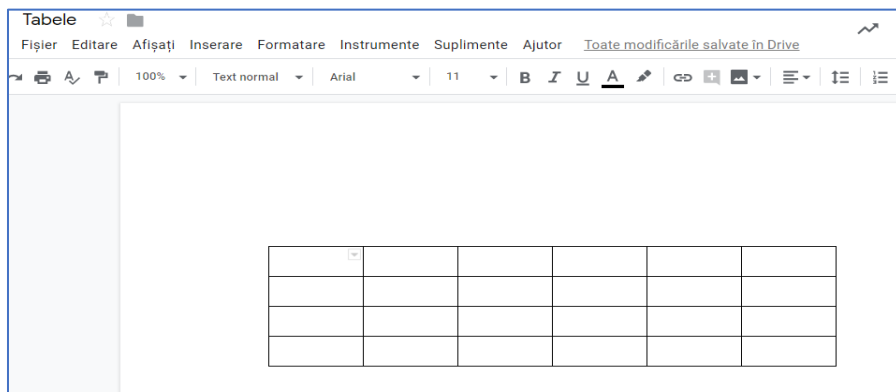 Tabele
Fișier Editare Afișați Inserare Formatare Instrumente Suplimente Ajutor Toate modificările salvate în Drive
100% Text normal Arial 11 B I U A